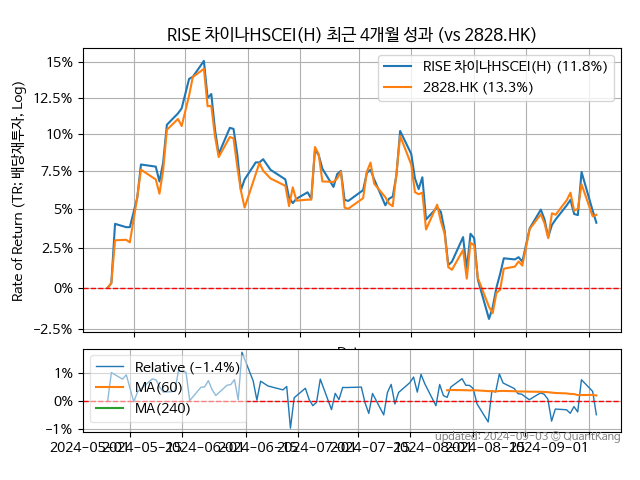 RISE 차이나HSCEI(H) 최근 4개월 성과 (vs 2828.HK)
Rate of Return (TR: 배당재투자, Log)
15%
12.5%
10%
7.5%
5%
2.5%
0%
−2.5%
RISE 차이나HSCEI(H) (11.8%)
2828.HK (13.3%)
1%
0%
−1%
Relative (−1.4%)
MA(60)
MA(240)
2024−05−01
2024−05−15
2024−06−01
2024−06−15
2024−07−01
2024−07−15
2024−08−01
2024−08−15
2024−09−01
updated: 2024−09−03 © QuantKang